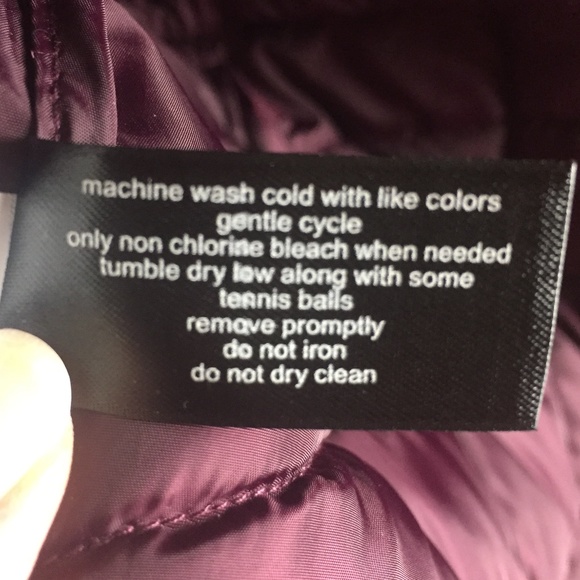 machine wash cold with like colors
gentle cycle
only non chlorine bleach when needed
tumble dry low along with some
tennis balls
remove promptly
do not iron
do not dry clean